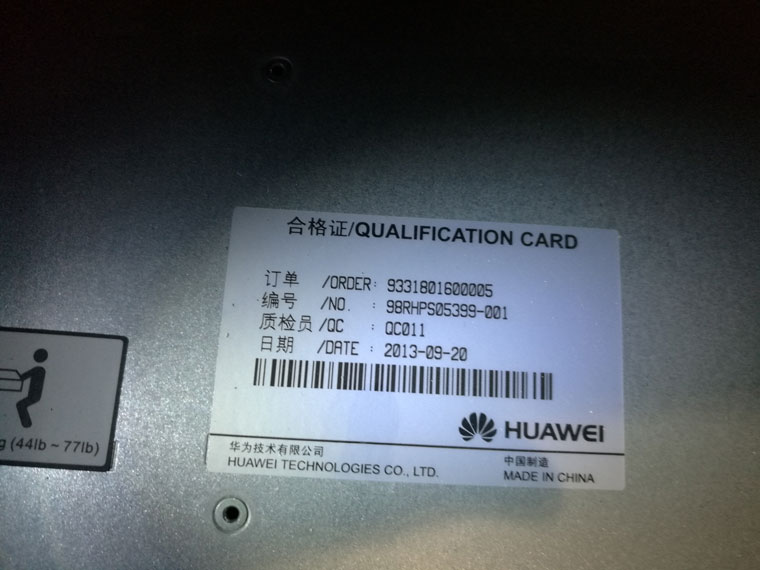 合格证/QUALIFICATION CARD
订单 /ORDER: 9331801600005
编号 /NO. : 98RHPS05399-001
质检员 /QC : QC011
日期 /DATE : 2013-09-20
HUAWEI
华为技术有限公司
HUAWEI TECHNOLOGIES CO., LTD.
中国制造
MADE IN CHINA
g (44lb ~ 77lb)